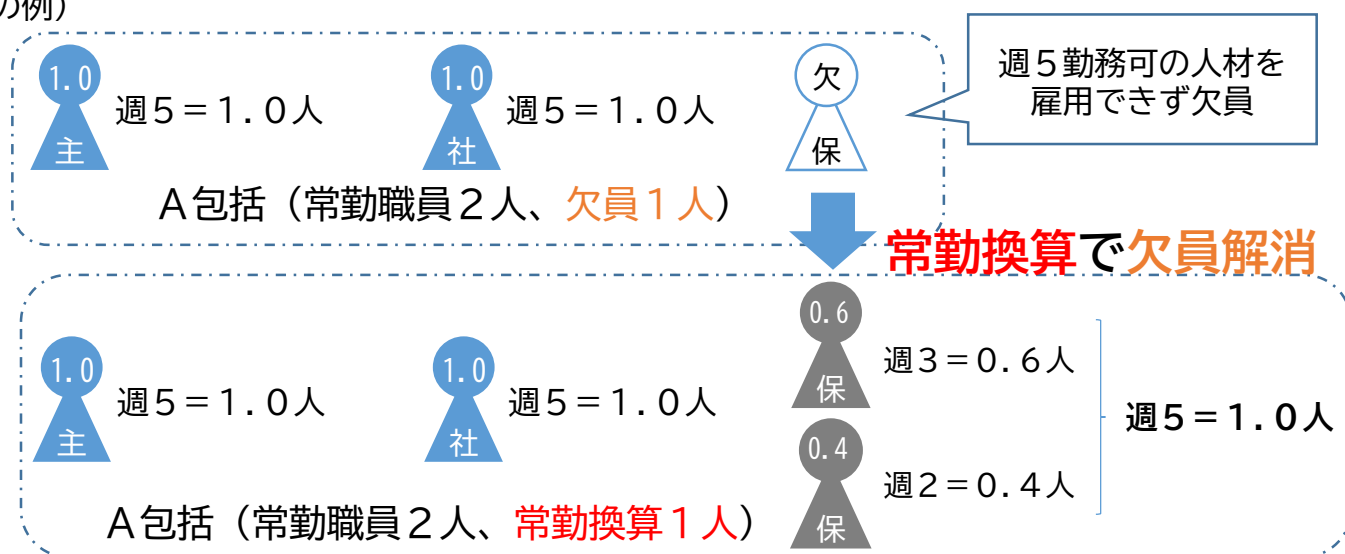 の例）
1.0
主
週５＝１.０人
1.0
社
週５＝１.０人
欠
保
週５勤務可の人材を
雇用できず欠員
Ａ包括（常勤職員２人、欠員１人）
常勤換算で欠員解消
1.0
主
週５＝１.０人
1.0
社
週５＝１.０人
0.6
保
週３＝０.６人
0.4
保
週２＝０.４人
週５＝１.０人
Ａ包括（常勤職員２人、常勤換算１人）